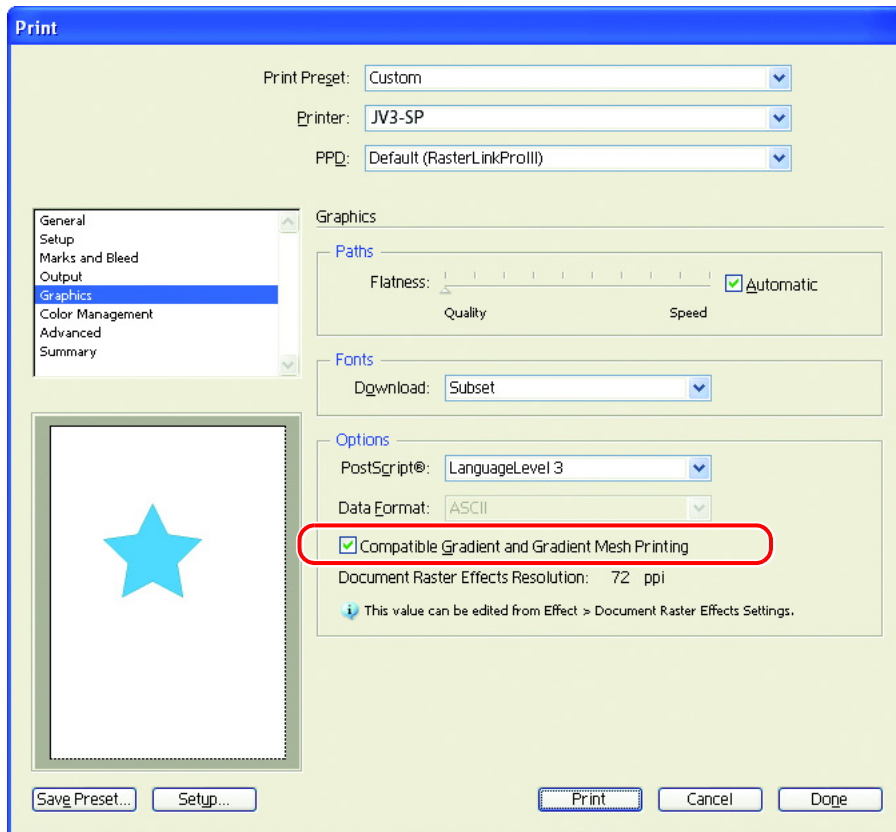 Print
Print Preset: Custom
Printer: JV3-SP
PPD: Default (RasterLinkProIII)
General
Setup
Marks and Bleed
Output
Graphics
Color Management
Advanced
Summary
Graphics
Paths
Flatness:
Automatic
Quality
Speed
Fonts
Download: Subset
Options
PostScript®: LanguageLevel 3
Data Format: ASCII
Compatible Gradient and Gradient Mesh Printing
Document Raster Effects Resolution: 72 ppi
This value can be edited from Effect > Document Raster Effects Settings.
Save Preset...
Setup...
Print
Cancel
Done